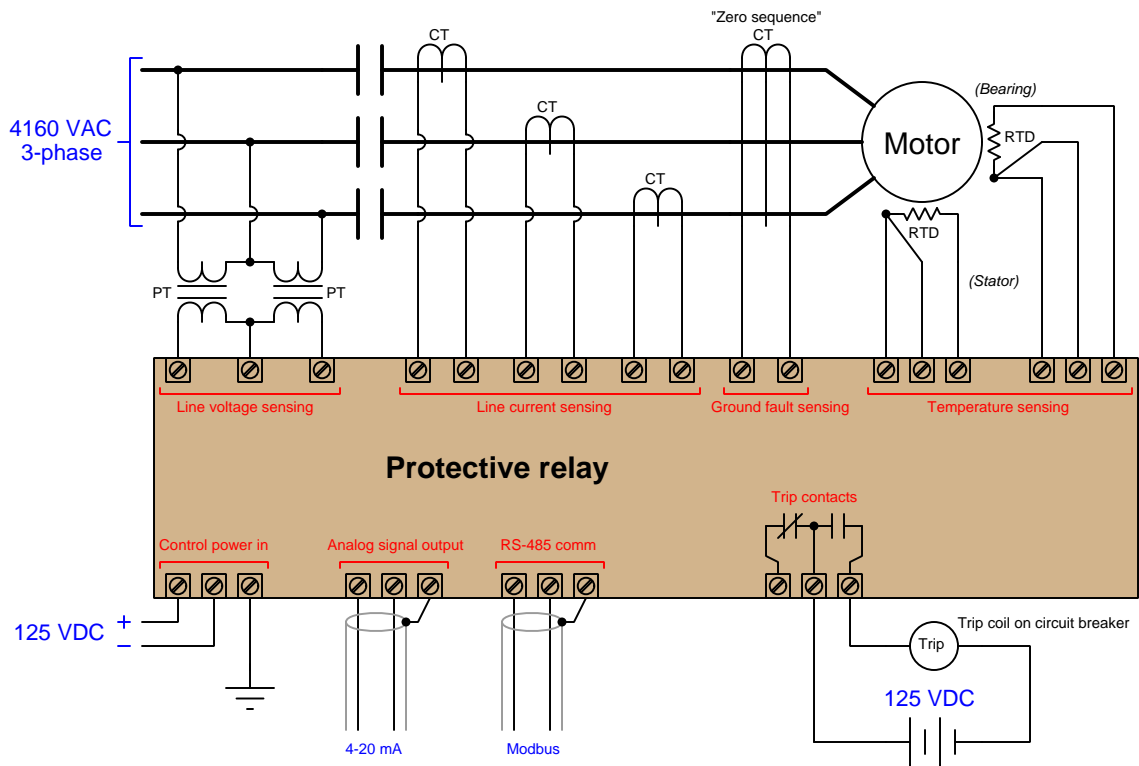 "Zero sequence"
CT
CT
CT
CT
4160 VAC
3-phase
(Bearing)
RTD
Motor
RTD
(Stator)
PT
PT
Line voltage sensing
Line current sensing
Ground fault sensing
Temperature sensing
Protective relay
Trip contacts
Control power in
Analog signal output
RS-485 comm
125 VDC
+
−
4-20 mA
Modbus
Trip coil on circuit breaker
Trip
125 VDC